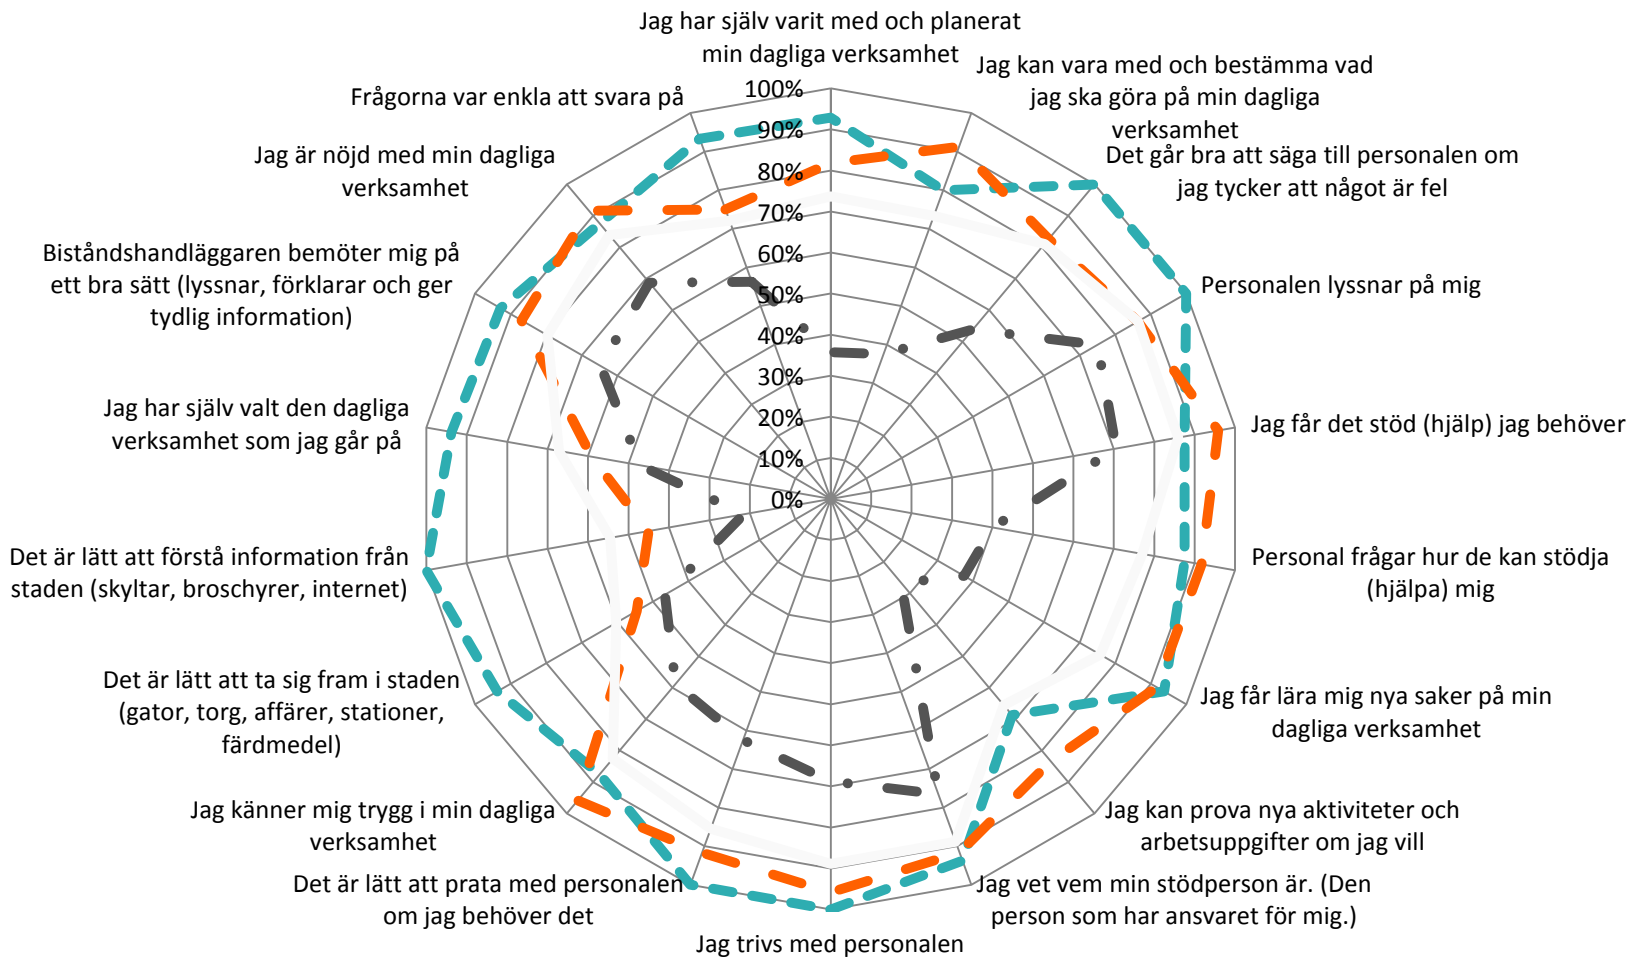 Jag har själv varit med och planerat
min dagliga verksamhet
Jag kan vara med och bestämma vad
jag ska göra på min dagliga
verksamhet
Det går bra att säga till personalen om
jag tycker att något är fel
Personalen lyssnar på mig
Jag får det stöd (hjälp) jag behöver
Personal frågar hur de kan stödja
(hjälpa) mig
Jag får lära mig nya saker på min
dagliga verksamhet
Jag kan prova nya aktiviteter och
arbetsuppgifter om jag vill
Jag vet vem min stödperson är. (Den
person som har ansvaret för mig.)
Jag trivs med personalen
Det är lätt att prata med personalen
om jag behöver det
Jag känner mig trygg i min dagliga
verksamhet
Det är lätt att ta sig fram i staden
(gator, torg, affärer, stationer,
färdmedel)
Det är lätt att förstå information från
staden (skyltar, broschyrer, internet)
Jag har själv valt den dagliga
verksamhet som jag går på
Biståndshandläggaren bemöter mig på
ett bra sätt (lyssnar, förklarar och ger
tydlig information)
Jag är nöjd med min dagliga
verksamhet
Frågorna var enkla att svara på
100%
90%
80%
70%
60%
50%
40%
30%
20%
10%
0%